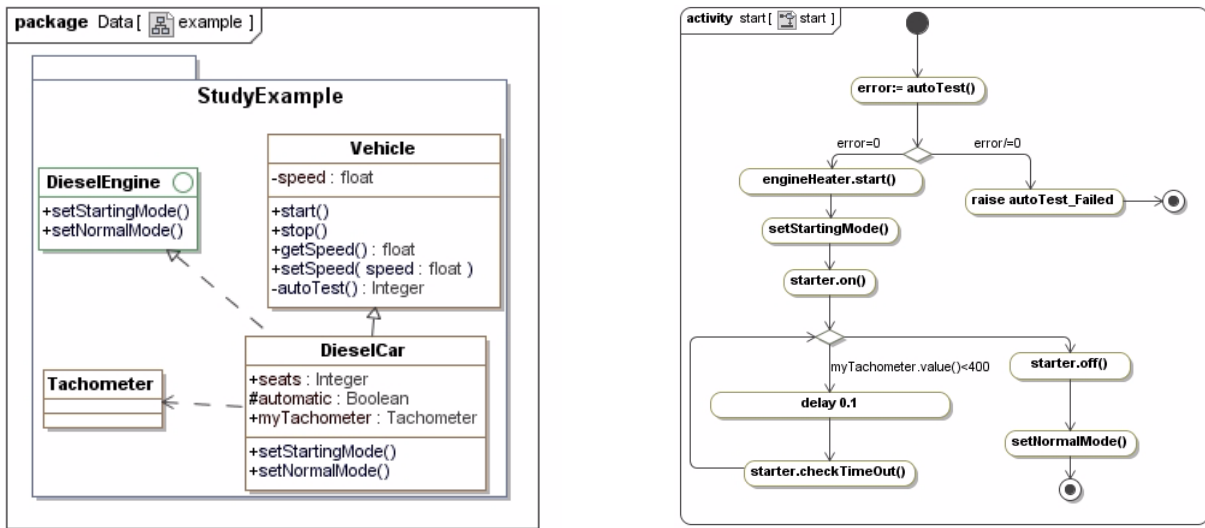 package Data [ example ]
StudyExample
Vehicle
-speed : float
+start()
+stop()
+getSpeed() : float
+setSpeed( speed : float )
-autoTest() : Integer
DieselEngine
+setStartingMode()
+setNormalMode()
DieselCar
+seats : Integer
#automatic : Boolean
+myTachometer : Tachometer
+setStartingMode()
+setNormalMode()
Tachometer
activity start [ start ]
error:= autoTest()
error=0
error/=0
engineHeater.start()
raise autoTest_Failed
setStartingMode()
starter.on()
myTachometer.value()<400
starter.off()
delay 0.1
setNormalMode()
starter.checkTimeOut()